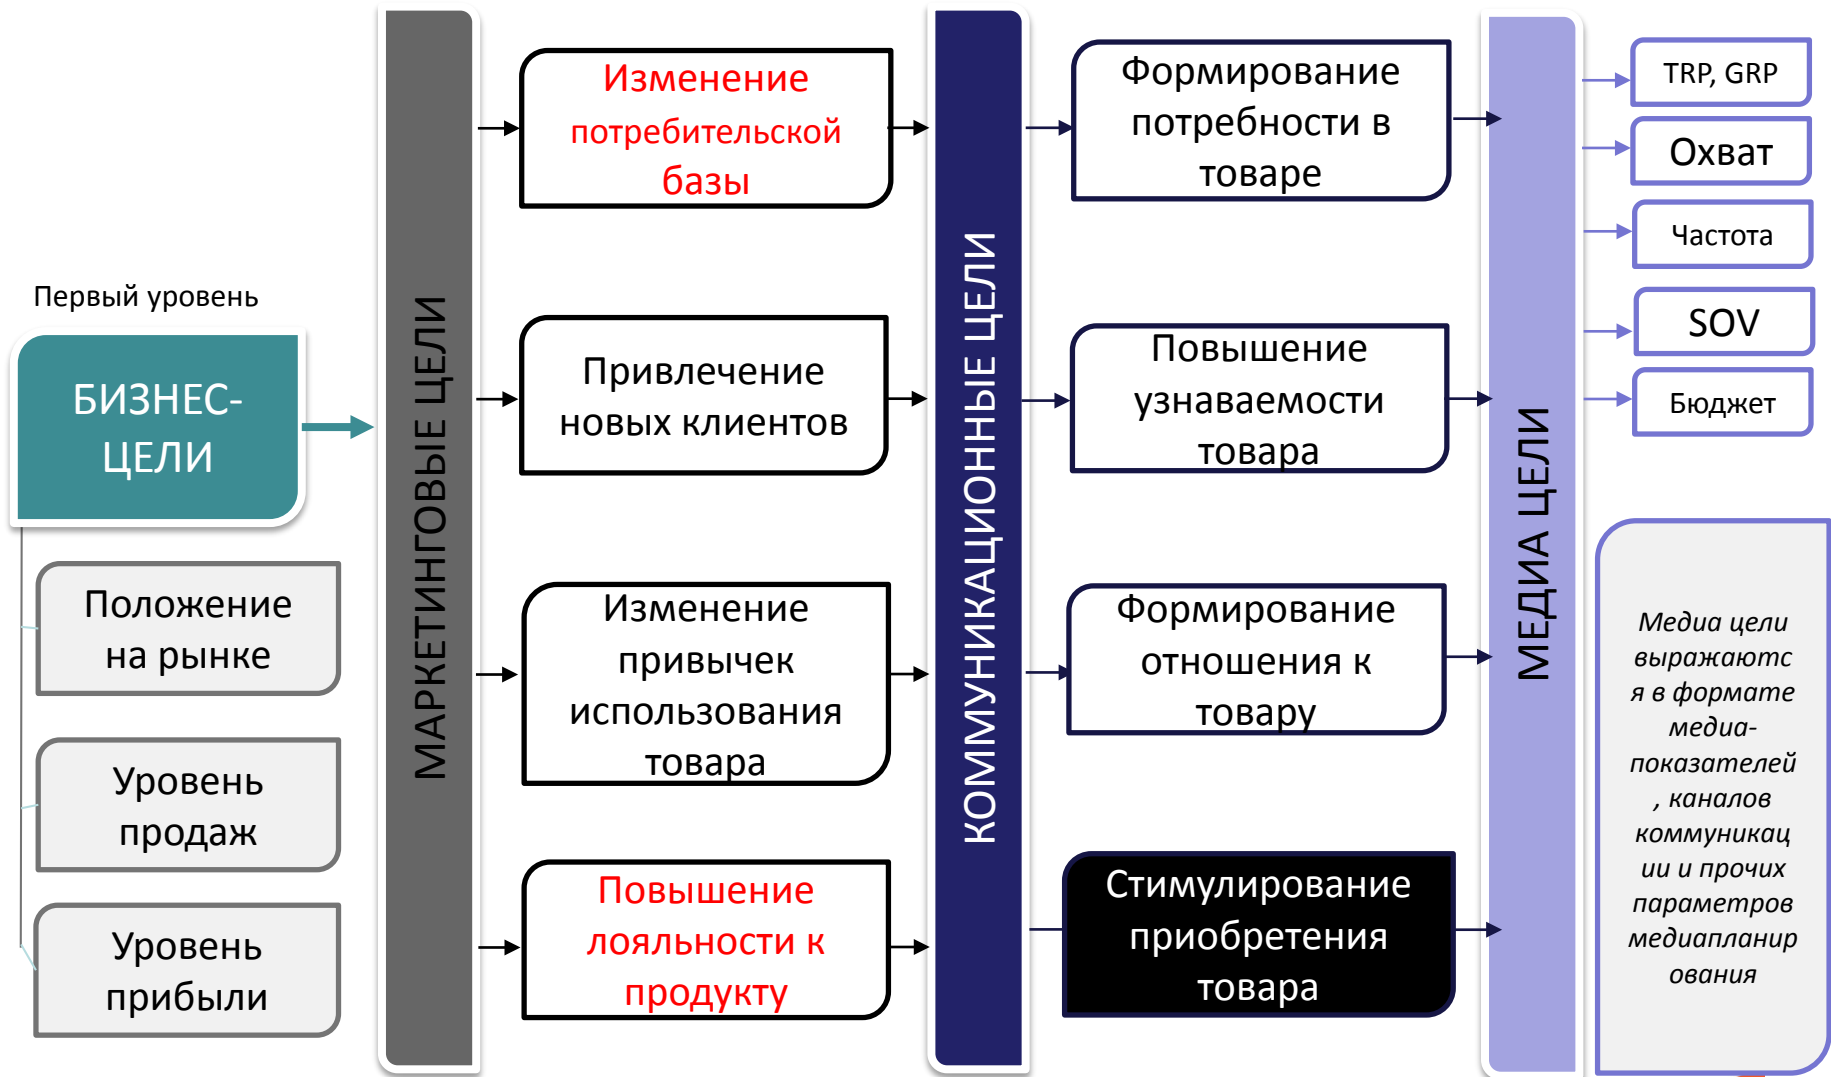 Первый уровень
БИЗНЕС-
ЦЕЛИ
Положение
на рынке
Уровень
продаж
Уровень
прибыли
МАРКЕТИНГОВЫЕ ЦЕЛИ
Изменение
потребительской
базы
Привлечение
новых клиентов
Изменение
привычек
использования
товара
Повышение
лояльности к
продукту
КОММУНИКАЦИОННЫЕ ЦЕЛИ
Формирование
потребности в
товаре
Повышение
узнаваемости
товара
Формирование
отношения к
товару
Стимулирование
приобретения
товара
МЕДИА ЦЕЛИ
TRP, GRP
Охват
Частота
SOV
Бюджет
Медиа цели
выражаютс
я в формате
медиа-
показателей
, каналов
коммуникац
ии и прочих
параметров
медиапланир
ования